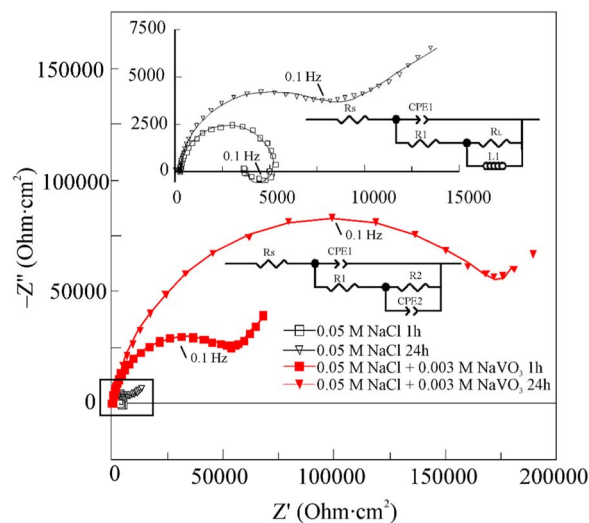 7500
5000
2500
0
0
5000
10000
15000
0.1 Hz
0.1 Hz
Rs
CPE1
R1
RL
L1
150000
100000
50000
0
−Z'' (Ohm·cm²)
0.1 Hz
Rs
CPE1
R1
R2
CPE2
0.05 M NaCl 1h
0.05 M NaCl 24h
0.05 M NaCl + 0.003 M NaVO₃ 1h
0.05 M NaCl + 0.003 M NaVO₃ 24h
0.1 Hz
0
50000
100000
150000
200000
Z' (Ohm·cm²)